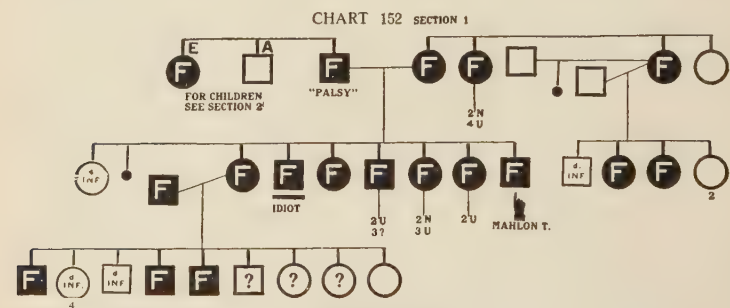 CHART 152 SECTION 1
E A
F F F F F
"PALSY"
FOR CHILDREN
SEE SECTION 2
2 N
4 U
d. INF. F F F F F F F F d. INF F F 2
IDIOT
2 U
3 ?
2 N
3 U
2 U
MAHLON T.
F d INF. d INF F F ? ? ?
4